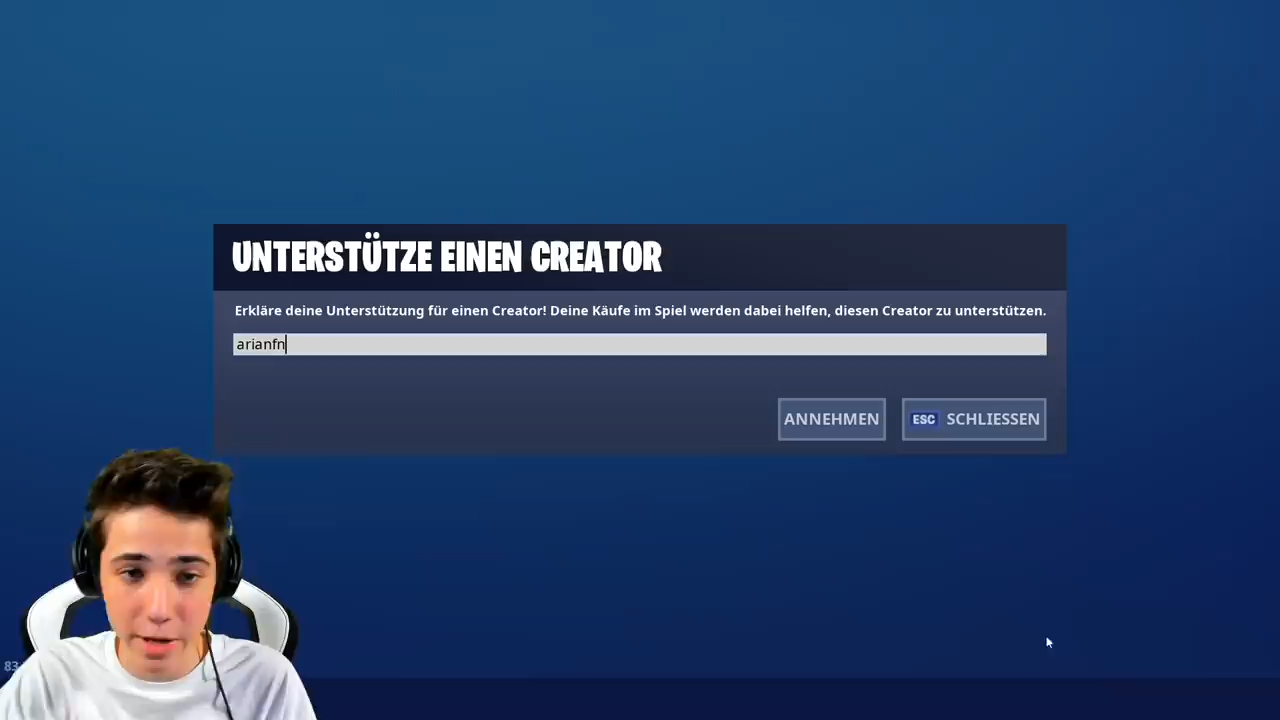 UNTERSTÜTZE EINEN CREATOR
Erkläre deine Unterstützung für einen Creator! Deine Käufe im Spiel werden dabei helfen, diesen Creator zu unterstützen.
arianfn
ANNEHMEN
ESC SCHLIESSEN
83